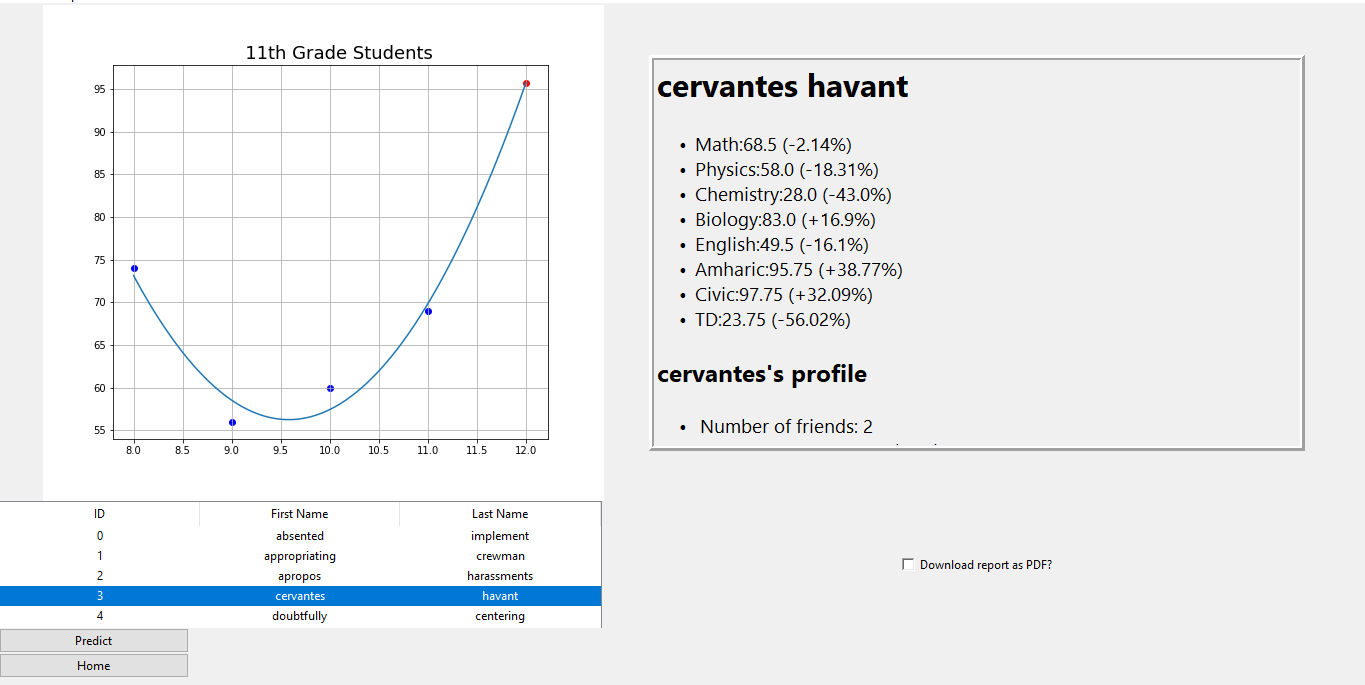 11th Grade Students
95
90
85
80
75
70
65
60
55
8.0 8.5 9.0 9.5 10.0 10.5 11.0 11.5 12.0
cervantes havant
• Math:68.5 (-2.14%)
• Physics:58.0 (-18.31%)
• Chemistry:28.0 (-43.0%)
• Biology:83.0 (+16.9%)
• English:49.5 (-16.1%)
• Amharic:95.75 (+38.77%)
• Civic:97.75 (+32.09%)
• TD:23.75 (-56.02%)
cervantes's profile
• Number of friends: 2
ID First Name Last Name
0 absented implement
1 appropriating crewman
2 apropos harassments
3 cervantes havant
4 doubtfully centering
Download report as PDF?
Predict
Home